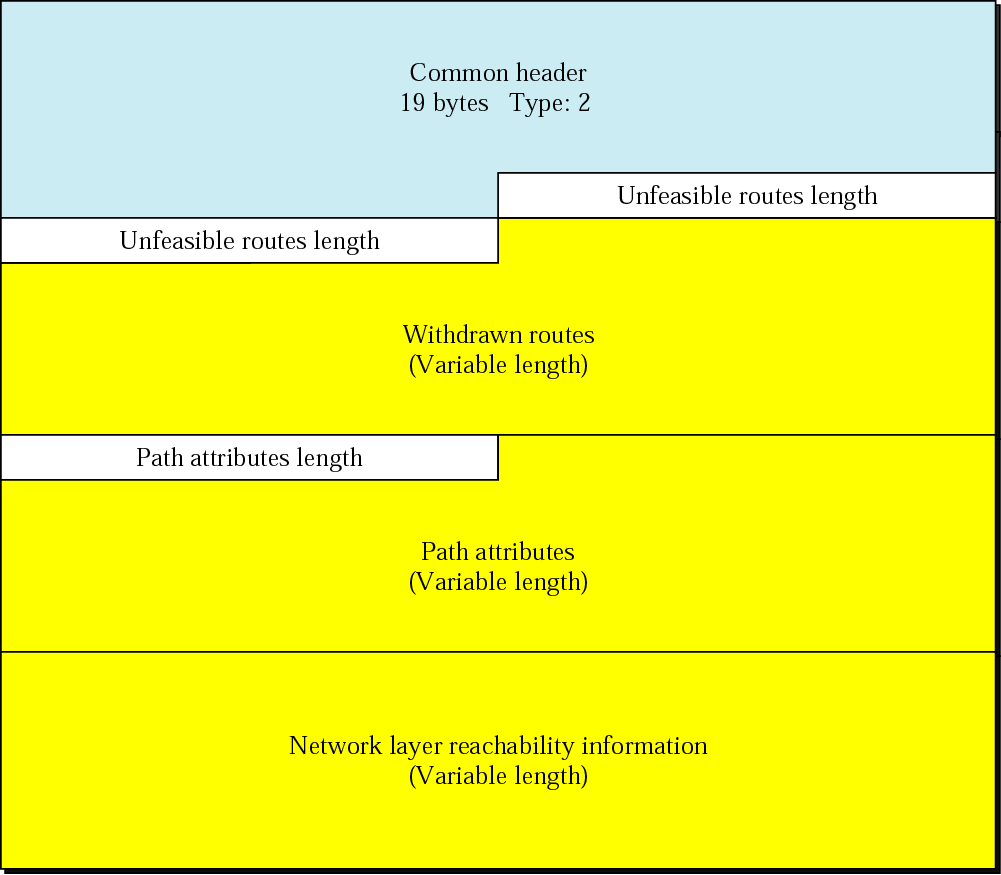 Common header
19 bytes Type: 2
Unfeasible routes length
Unfeasible routes length
Withdrawn routes
(Variable length)
Path attributes length
Path attributes
(Variable length)
Network layer reachability information
(Variable length)